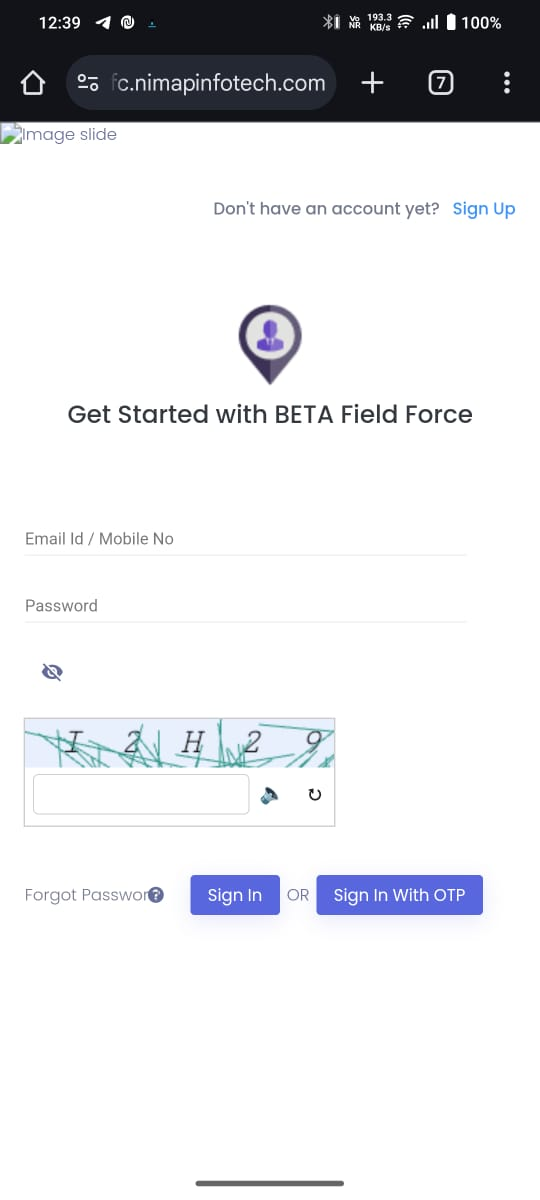 12:39
Vo NR
193.3 KB/s
100%
fc.nimapinfotech.com
7
Image slide
Don't have an account yet? Sign Up
Get Started with BETA Field Force
Email Id / Mobile No
Password
I 2 H 2 9
Forgot Passwor?
Sign In OR Sign In With OTP